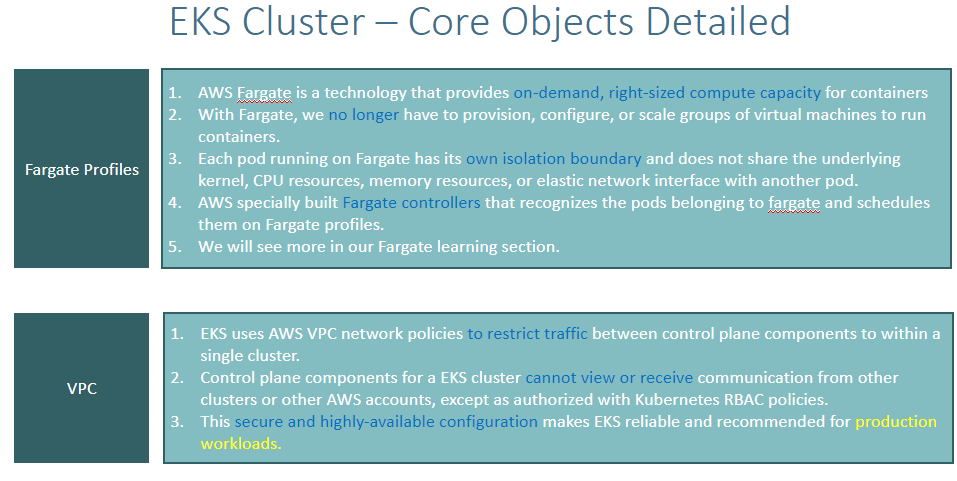 EKS Cluster – Core Objects Detailed
Fargate Profiles
1. AWS Fargate is a technology that provides on-demand, right-sized compute capacity for containers
2. With Fargate, we no longer have to provision, configure, or scale groups of virtual machines to run
containers.
3. Each pod running on Fargate has its own isolation boundary and does not share the underlying
kernel, CPU resources, memory resources, or elastic network interface with another pod.
4. AWS specially built Fargate controllers that recognizes the pods belonging to fargate and schedules
them on Fargate profiles.
5. We will see more in our Fargate learning section.
VPC
1. EKS uses AWS VPC network policies to restrict traffic between control plane components to within a
single cluster.
2. Control plane components for a EKS cluster cannot view or receive communication from other
clusters or other AWS accounts, except as authorized with Kubernetes RBAC policies.
3. This secure and highly-available configuration makes EKS reliable and recommended for production
workloads.